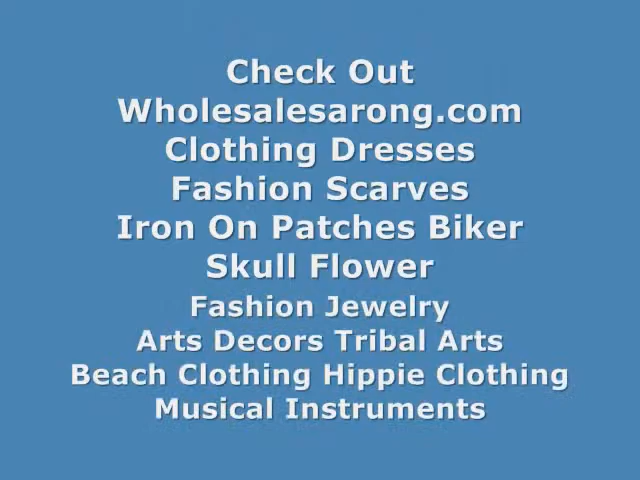 Check Out
Wholesalesarong.com
Clothing Dresses
Fashion Scarves
Iron On Patches Biker
Skull Flower
Fashion Jewelry
Arts Decors Tribal Arts
Beach Clothing Hippie Clothing
Musical Instruments